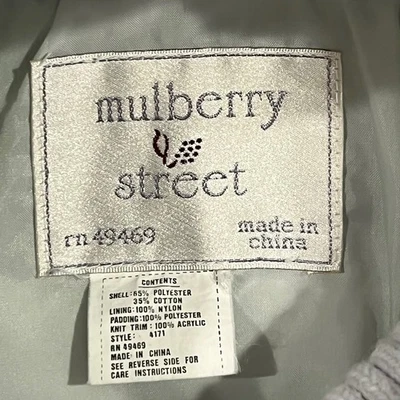 mulberry
street
rn 49469
made in
china
CONTENTS
SHELL: 65% POLYESTER
35% COTTON
LINING: 100% NYLON
PADDING: 100% POLYESTER
KNIT TRIM: 100% ACRYLIC
STYLE: 4171
RN 49469
MADE IN CHINA
SEE REVERSE SIDE FOR
CARE INSTRUCTIONS